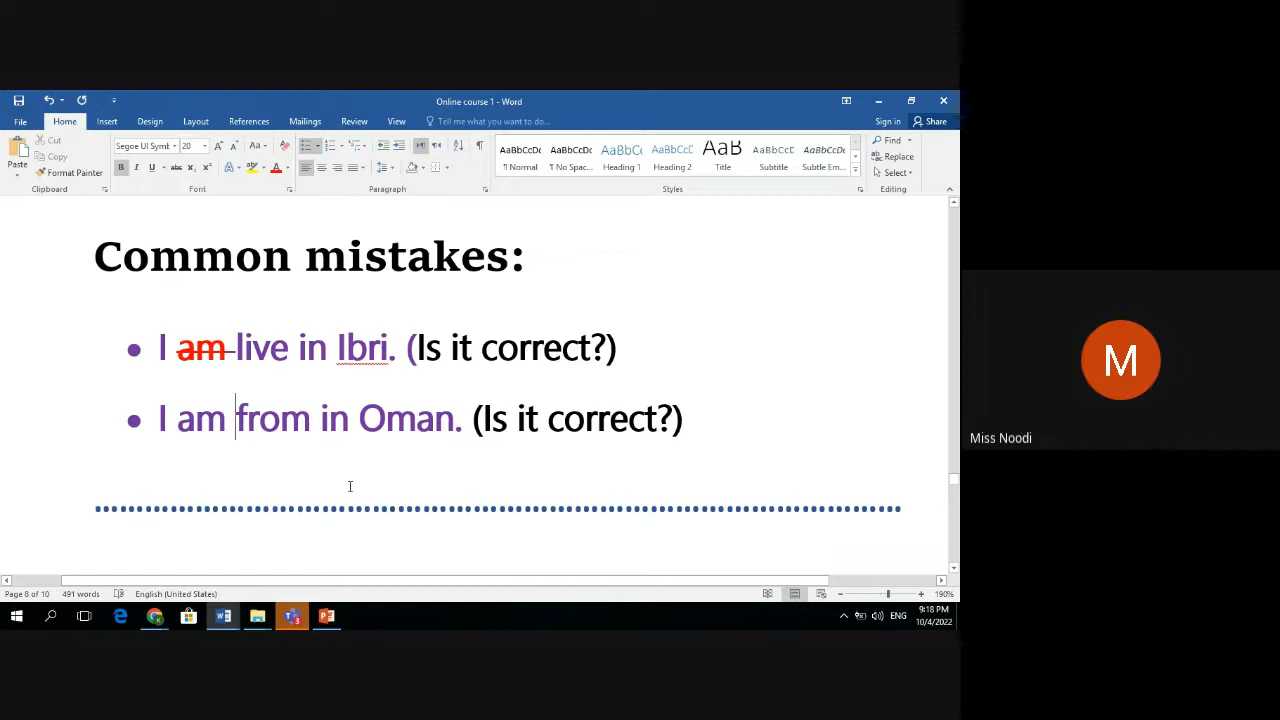 Online course 1 - Word
File Home Insert Design Layout References Mailings Review View Tell me what you want to do... Sign in Share
Cut
Copy
Format Painter
Paste
Segoe UI Symb 20
AaBbCcDc AaBbCcDc AaBbC AaBbCcD AaB AaBbCcD AaBbCcDc
¶ Normal ¶ No Spac... Heading 1 Heading 2 Title Subtitle Subtle Em...
Find
Replace
Select
Clipboard Font Paragraph Styles Editing
Common mistakes:
• I am live in Ibri. (Is it correct?)
• I am from in Oman. (Is it correct?)
M
Miss Noodi
Page 8 of 10 491 words English (United States) 190%
ENG
9:18 PM
10/4/2022